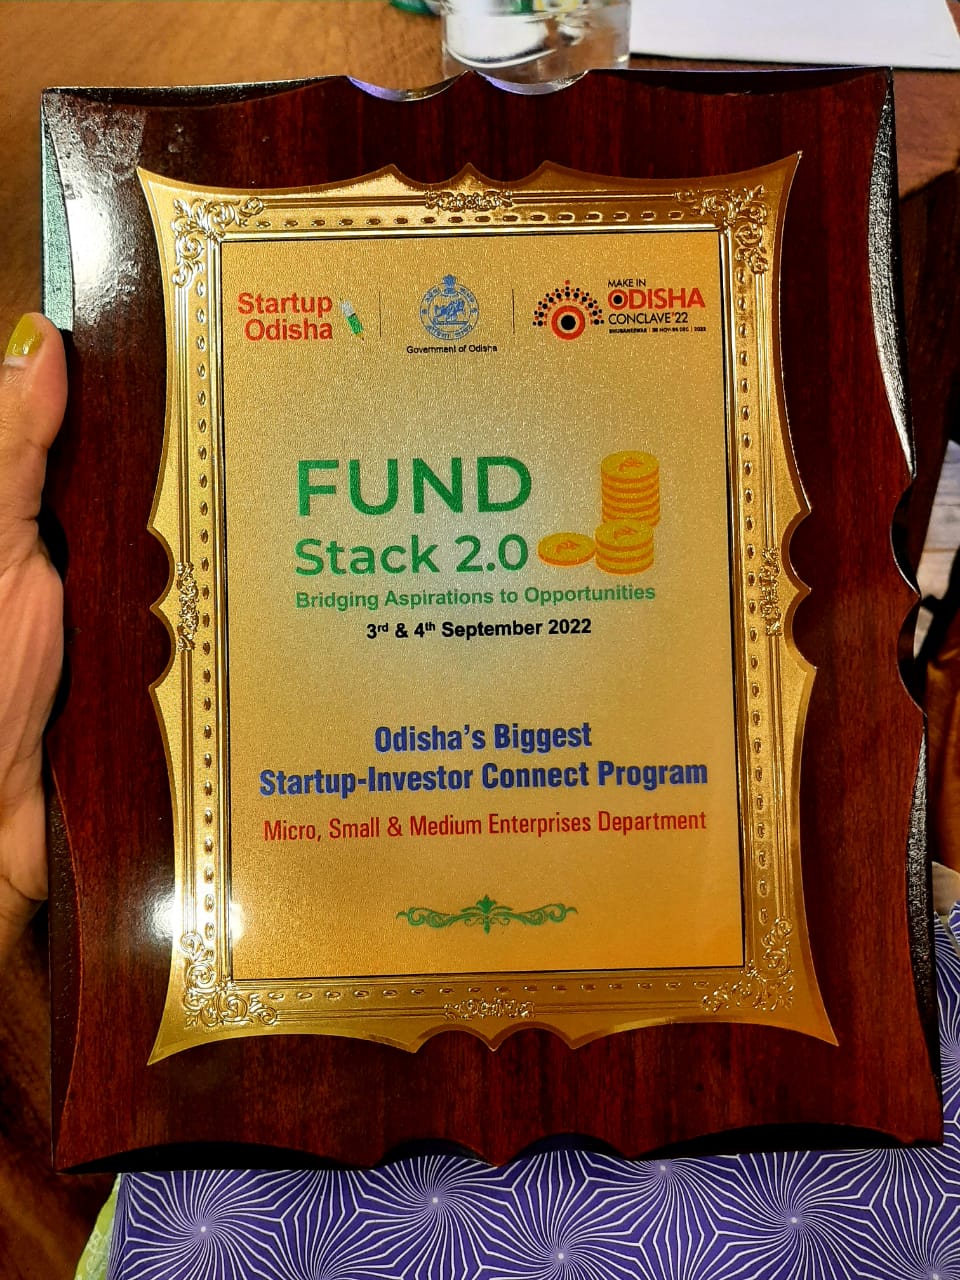 Startup
Odisha
Government of Odisha
MAKE IN
ODISHA
CONCLAVE'22
BHUBANESWAR | 30 NOV-04 DEC | 2022
FUND
Stack 2.0
Bridging Aspirations to Opportunities
3rd & 4th September 2022
Odisha's Biggest
Startup-Investor Connect Program
Micro, Small & Medium Enterprises Department